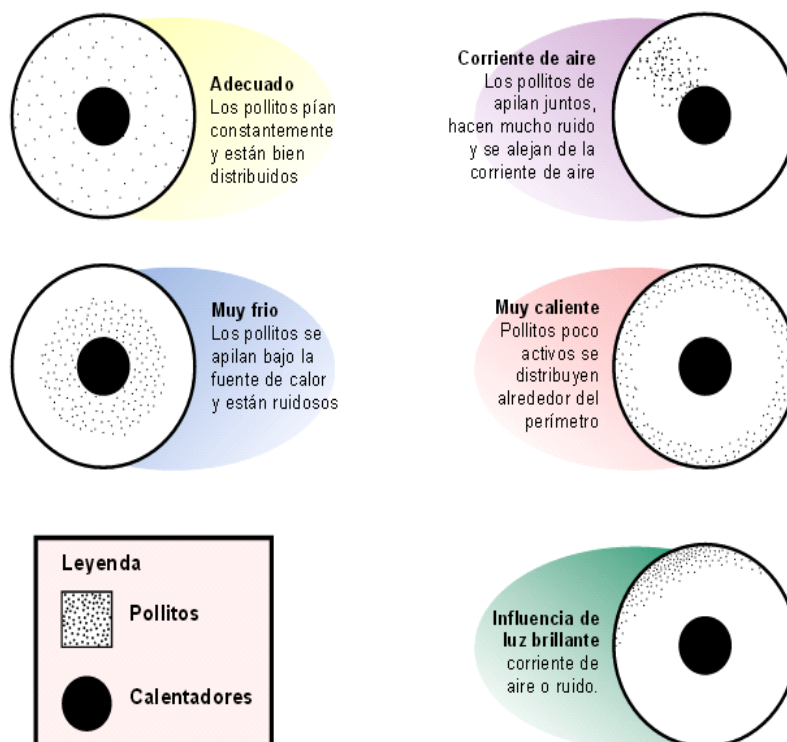 Adecuado
Los pollitos pían
constantemente
y están bien
distribuidos
Corriente de aire
Los pollitos de
apilan juntos,
hacen mucho ruido
y se alejan de la
corriente de aire
Muy frio
Los pollitos se
apilan bajo la
fuente de calor
y están ruidosos
Muy caliente
Pollitos poco
activos se
distribuyen
alrededor del
perímetro
Leyenda
Pollitos
Calentadores
Influencia de
luz brillante
corriente de
aire o ruido.